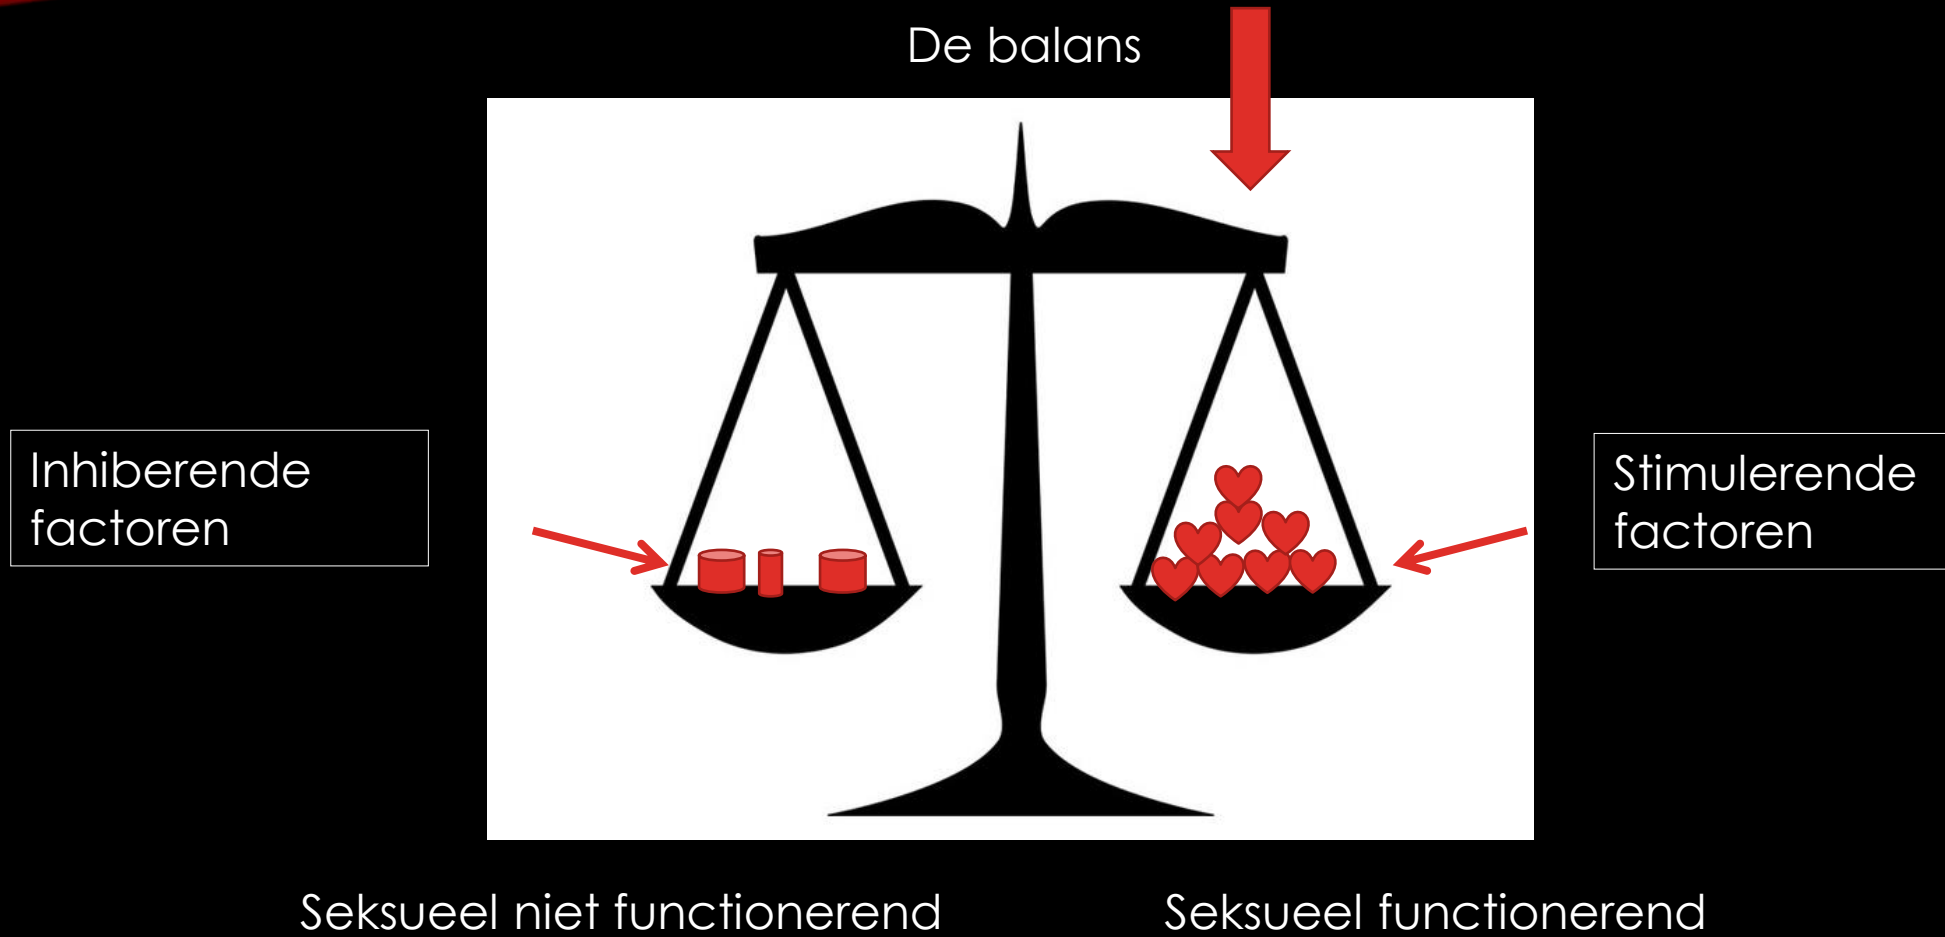 De balans
Inhiberende
factoren
Stimulerende
factoren
Seksueel niet functionerend
Seksueel functionerend